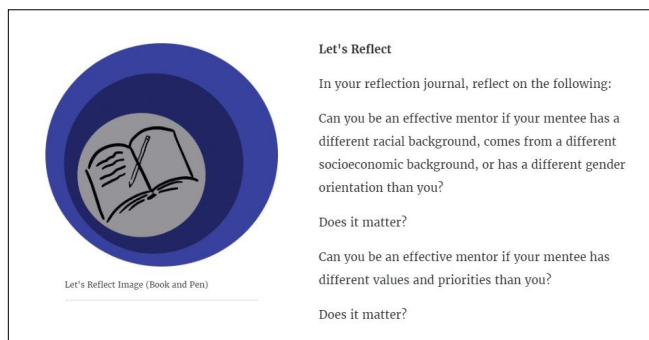 Let's Reflect
In your reflection journal, reflect on the following:
Can you be an effective mentor if your mentee has a
different racial background, comes from a different
socioeconomic background, or has a different gender
orientation than you?
Does it matter?
Can you be an effective mentor if your mentee has
different values and priorities than you?
Does it matter?
Let's Reflect Image (Book and Pen)